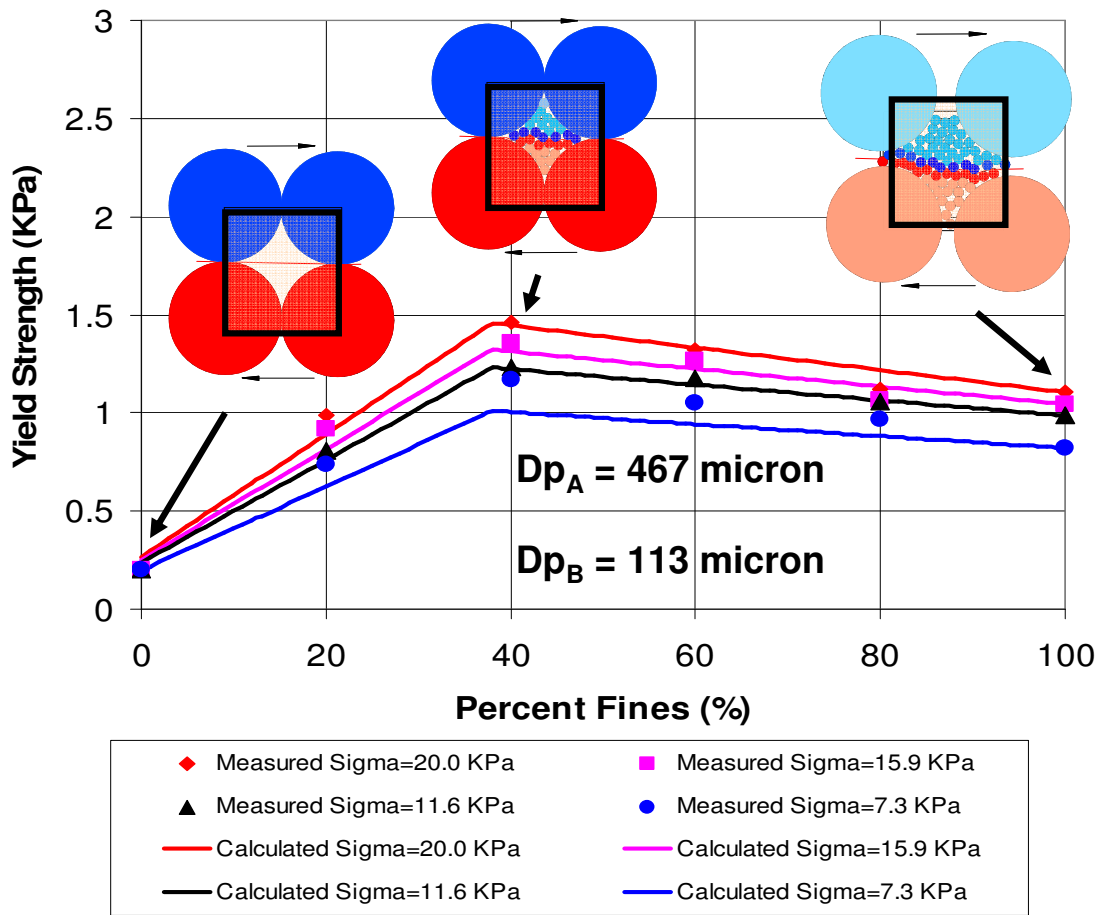 3
2.5
2
1.5
1
0.5
0
Yield Strength (KPa)
Dp_A = 467 micron
Dp_B = 113 micron
0 20 40 60 80 100
Percent Fines (%)
Measured Sigma=20.0 KPa
Measured Sigma=15.9 KPa
Measured Sigma=11.6 KPa
Measured Sigma=7.3 KPa
Calculated Sigma=20.0 KPa
Calculated Sigma=15.9 KPa
Calculated Sigma=11.6 KPa
Calculated Sigma=7.3 KPa